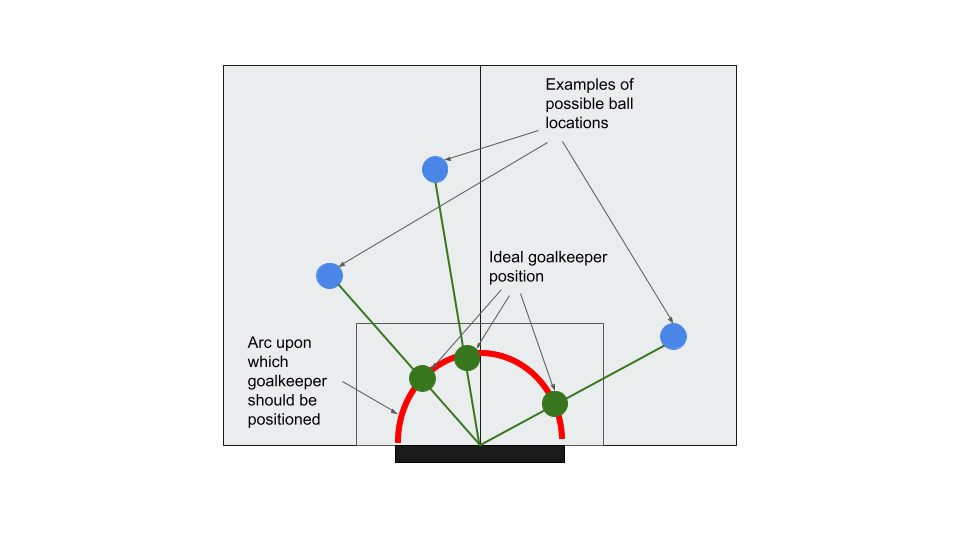 Examples of
possible ball
locations
Ideal goalkeeper
position
Arc upon
which
goalkeeper
should be
positioned